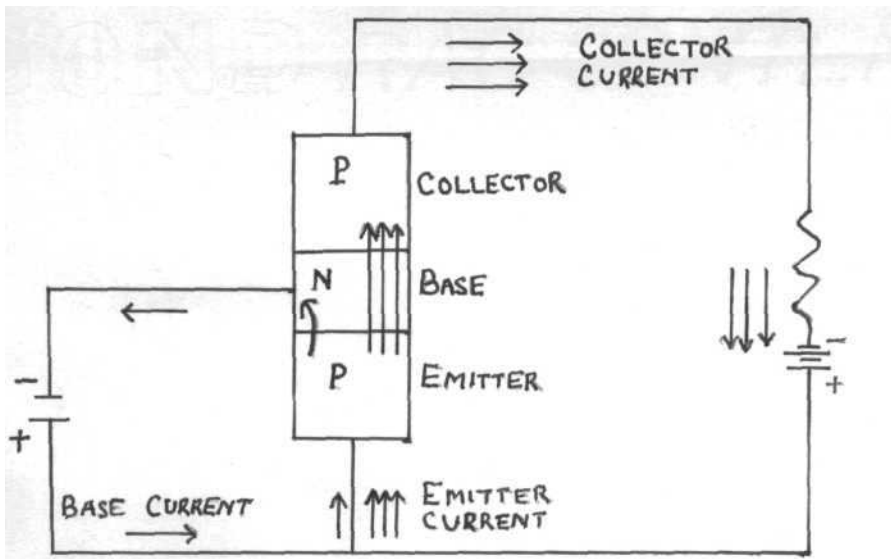 COLLECTOR
CURRENT
P
COLLECTOR
N
BASE
P
EMITTER
-
+
-
+
BASE CURRENT
EMITTER
CURRENT